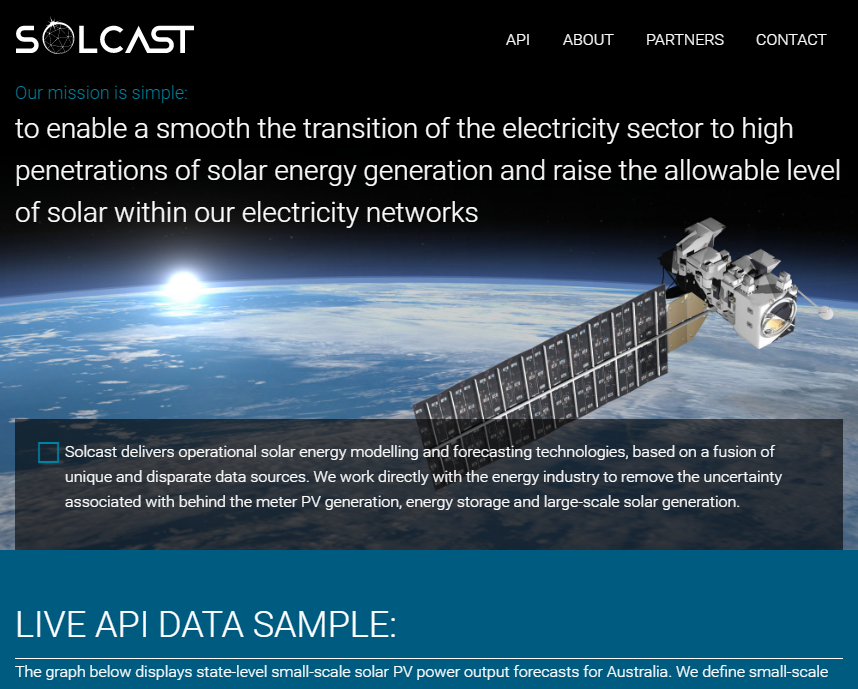 SOLCAST
API ABOUT PARTNERS CONTACT
Our mission is simple:
to enable a smooth the transition of the electricity sector to high
penetrations of solar energy generation and raise the allowable level
of solar within our electricity networks
Solcast delivers operational solar energy modelling and forecasting technologies, based on a fusion of
unique and disparate data sources. We work directly with the energy industry to remove the uncertainty
associated with behind the meter PV generation, energy storage and large-scale solar generation.
LIVE API DATA SAMPLE:
The graph below displays state-level small-scale solar PV power output forecasts for Australia. We define small-scale